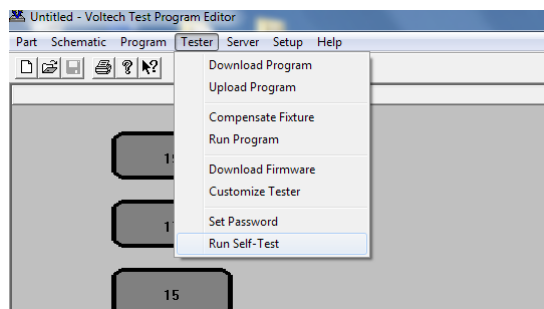 Untitled - Voltech Test Program Editor
Part Schematic Program Tester Server Setup Help
Download Program
Upload Program
Compensate Fixture
Run Program
Download Firmware
Customize Tester
Set Password
Run Self-Test
15